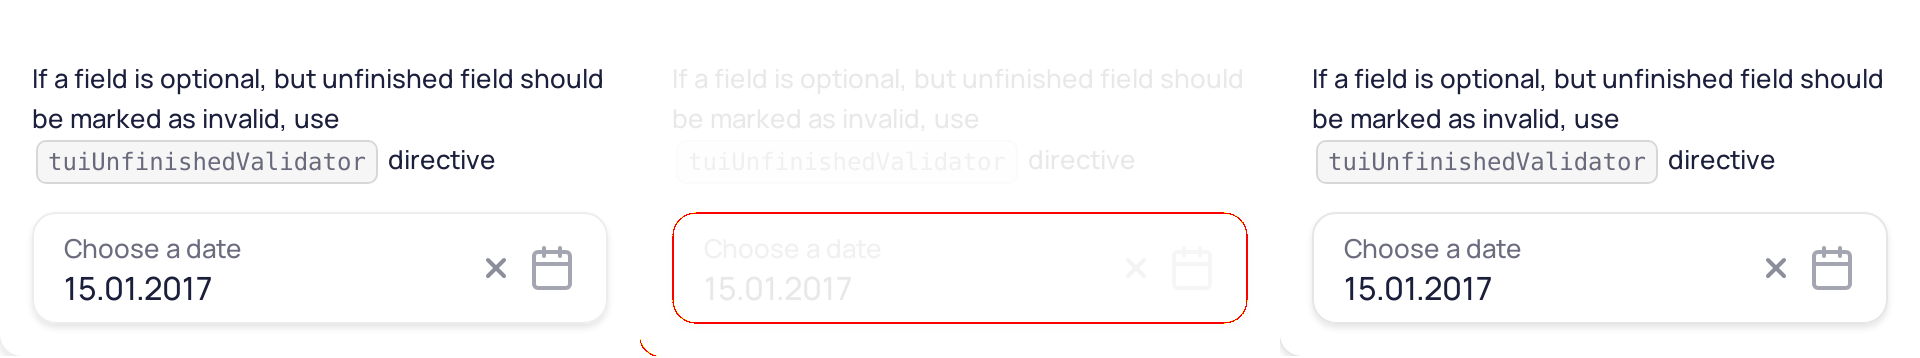 If a field is optional, but unfinished field should
be marked as invalid, use
tuiUnfinishedValidator directive
Choose a date
15.01.2017
If a field is optional, but unfinished field should
be marked as invalid, use
tuiUnfinishedValidator directive
Choose a date
15.01.2017
If a field is optional, but unfinished field should
be marked as invalid, use
tuiUnfinishedValidator directive
Choose a date
15.01.2017